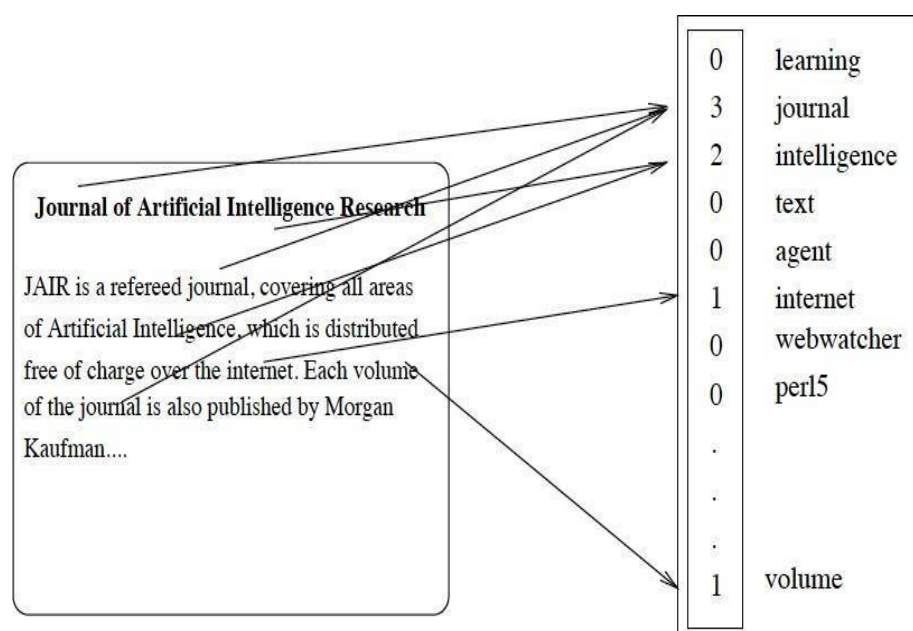 Journal of Artificial Intelligence Research
JAIR is a refereed journal, covering all areas
of Artificial Intelligence, which is distributed
free of charge over the internet. Each volume
of the journal is also published by Morgan
Kaufman....
0 learning
3 journal
2 intelligence
0 text
0 agent
1 internet
0 webwatcher
0 perl5
.
.
.
1 volume